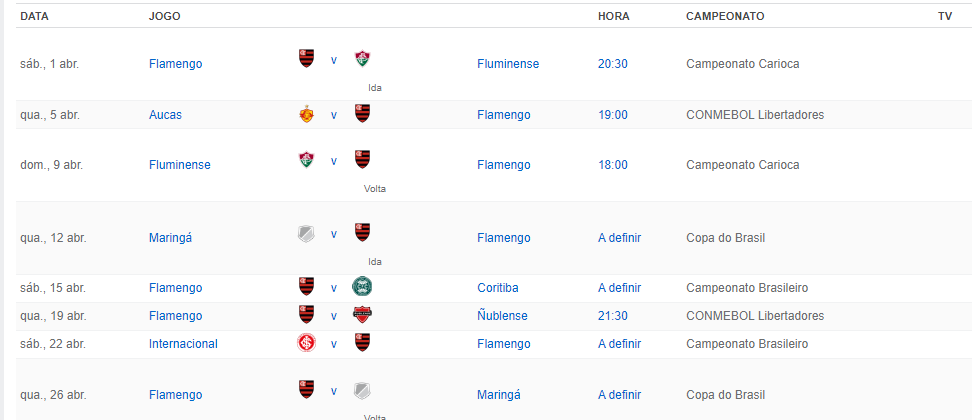 DATA JOGO HORA CAMPEONATO TV
sáb., 1 abr. Flamengo v Fluminense 20:30 Campeonato Carioca
Ida
qua., 5 abr. Aucas v Flamengo 19:00 CONMEBOL Libertadores
dom., 9 abr. Fluminense v Flamengo 18:00 Campeonato Carioca
Volta
qua., 12 abr. Maringá v Flamengo A definir Copa do Brasil
Ida
sáb., 15 abr. Flamengo v Coritiba A definir Campeonato Brasileiro
qua., 19 abr. Flamengo v Ñublense 21:30 CONMEBOL Libertadores
sáb., 22 abr. Internacional v Flamengo A definir Campeonato Brasileiro
qua., 26 abr. Flamengo v Maringá A definir Copa do Brasil
Volta